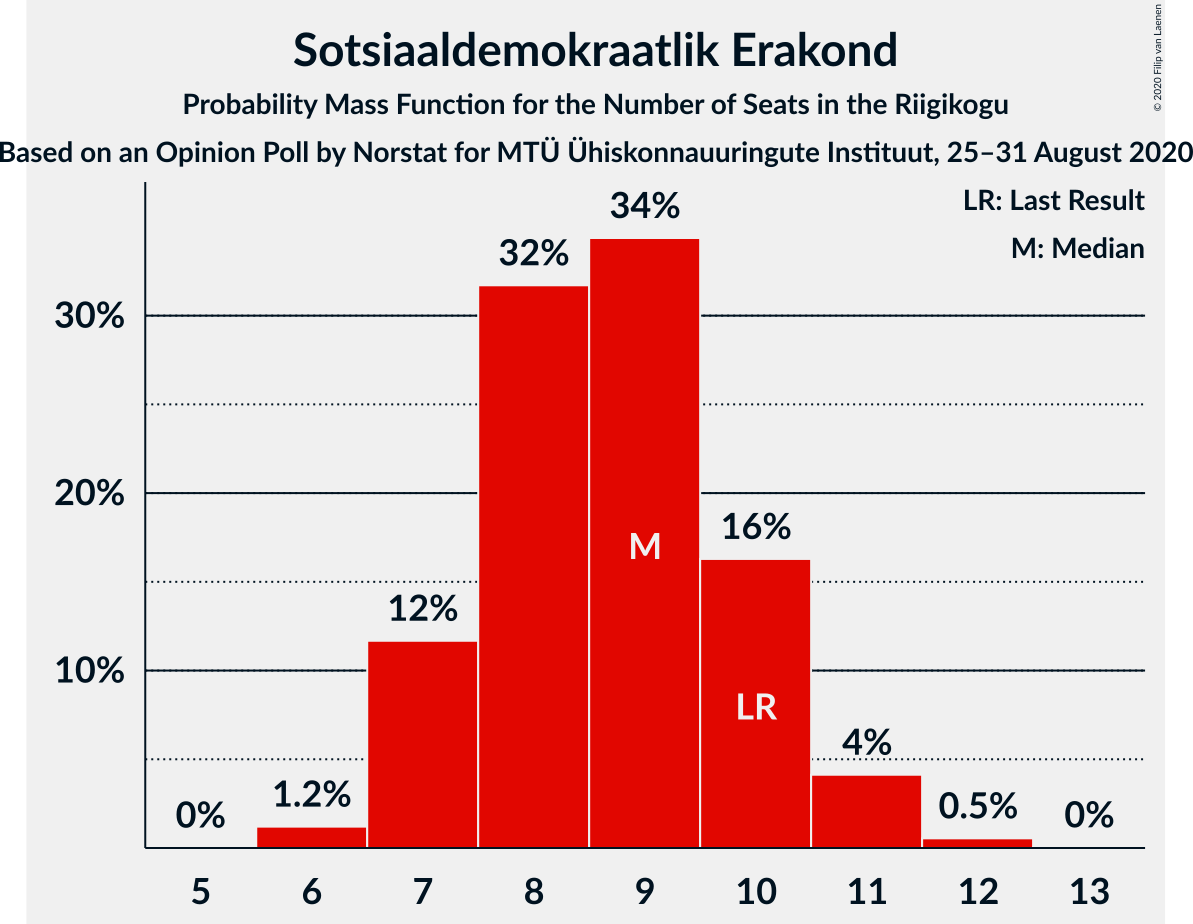 Sotsiaaldemokraatlik Erakond
Probability Mass Function for the Number of Seats in the Riigikogu
Based on an Opinion Poll by Norstat for MTÜ Ühiskonnauuringute Instituut, 25–31 August 2020
© 2020 Filip van Laenen
LR: Last Result
M: Median
34%
32%
30%
20%
16%
M
12%
10%
LR
4%
1.2%
0.5%
0%
0%
5 6 7 8 9 10 11 12 13